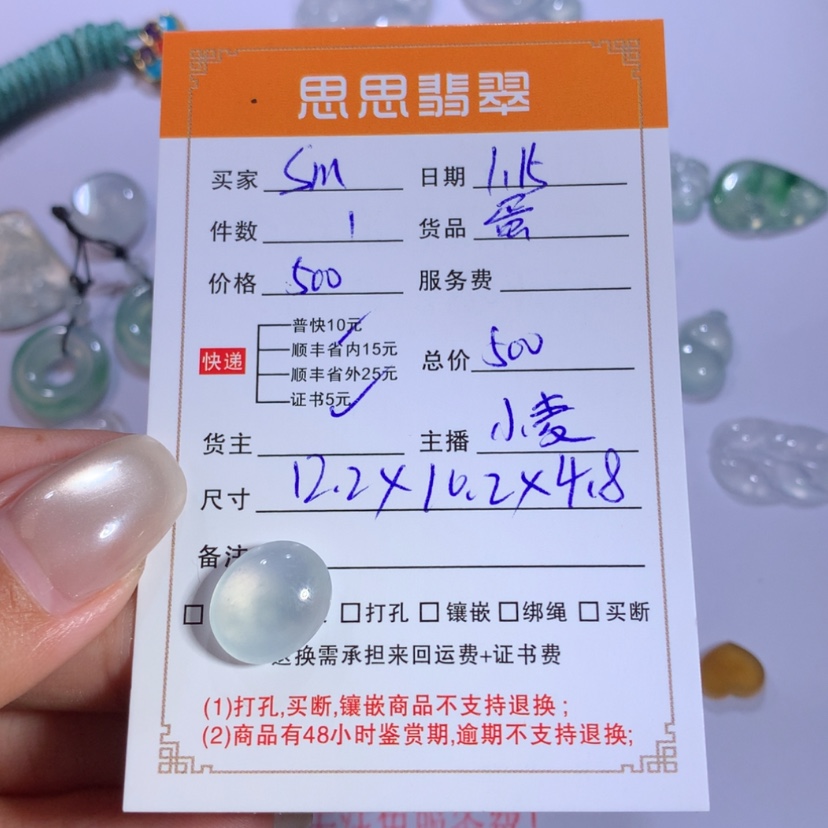 思思翡翠
买家 Sm 日期 1.15
件数 1 货品 蛋
价格 500 服务费
普快10元
快递 顺丰省内15元 总价 500
顺丰省外25元
证书5元
货主 主播 小麦
尺寸 12.2×10.2×4.8
备注
□ □打孔 □镶嵌 □绑绳 □买断
退换需承担来回运费+证书费
(1)打孔,买断,镶嵌商品不支持退换;
(2)商品有48小时鉴赏期,逾期不支持退换;